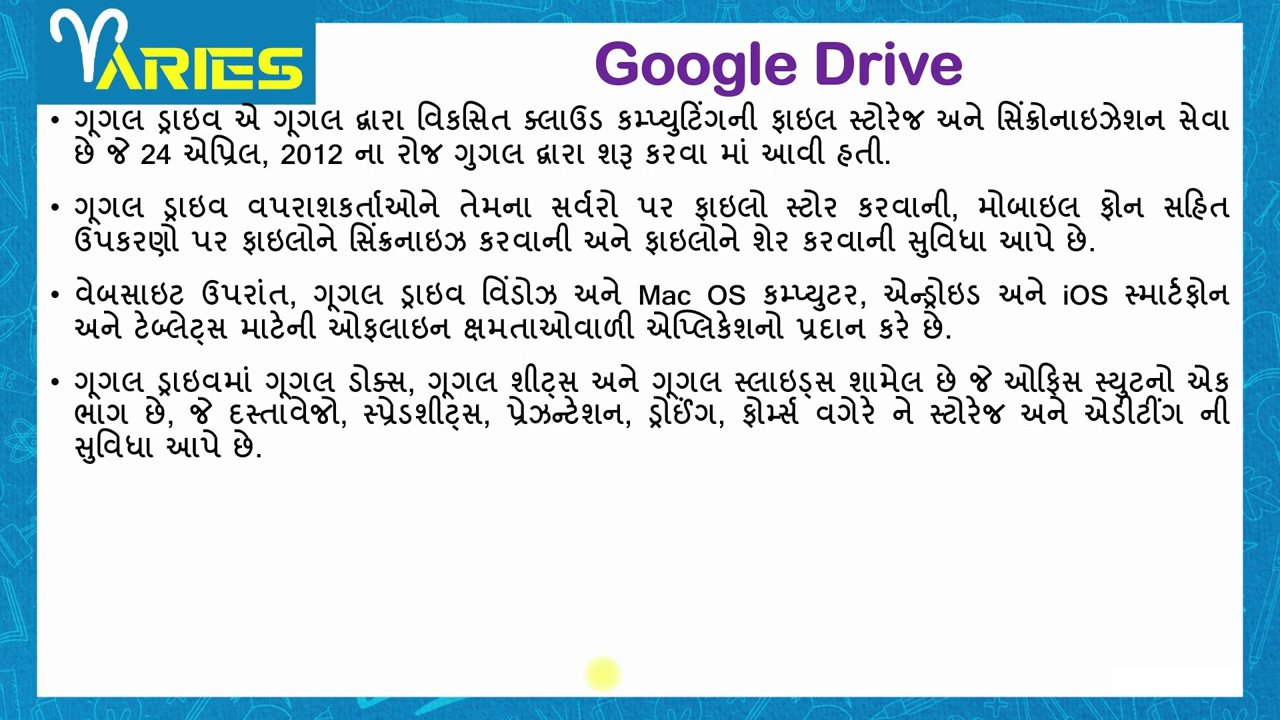 ARIES
Google Drive
• ગૂગલ ડ્રાઇવ એ ગૂગલ દ્વારા વિકસિત ક્લાઉડ કમ્પ્યુટિંગની ફાઇલ સ્ટોરેજ અને સિંક્રોનાઇઝેશન સેવા
છે જે 24 એપ્રિલ, 2012 ના રોજ ગુગલ દ્વારા શરૂ કરવા માં આવી હતી.
• ગૂગલ ડ્રાઇવ વપરાશકર્તાઓને તેમના સર્વરો પર ફાઇલો સ્ટોર કરવાની, મોબાઇલ ફોન સહિત
ઉપકરણો પર ફાઇલોને સિંક્રનાઇઝ કરવાની અને ફાઇલોને શેર કરવાની સુવિધા આપે છે.
• વેબસાઇટ ઉપરાંત, ગૂગલ ડ્રાઇવ વિંડોઝ અને Mac OS કમ્પ્યુટર, એન્ડ્રોઇડ અને iOS સ્માર્ટફોન
અને ટેબ્લેટ્સ માટેની ઓફલાઇન ક્ષમતાઓવાળી એપ્લિકેશનો પ્રદાન કરે છે.
• ગૂગલ ડ્રાઇવમાં ગૂગલ ડોક્સ, ગૂગલ શીટ્સ અને ગૂગલ સ્લાઇડ્સ શામેલ છે જે ઓફિસ સ્યુટનો એક
ભાગ છે, જે દસ્તાવેજો, સ્પ્રેડશીટ્સ, પ્રેઝન્ટેશન, ડ્રોઈંગ, ફોર્મ્સ વગેરે ને સ્ટોરેજ અને એડીટીંગ ની
સુવિધા આપે છે.